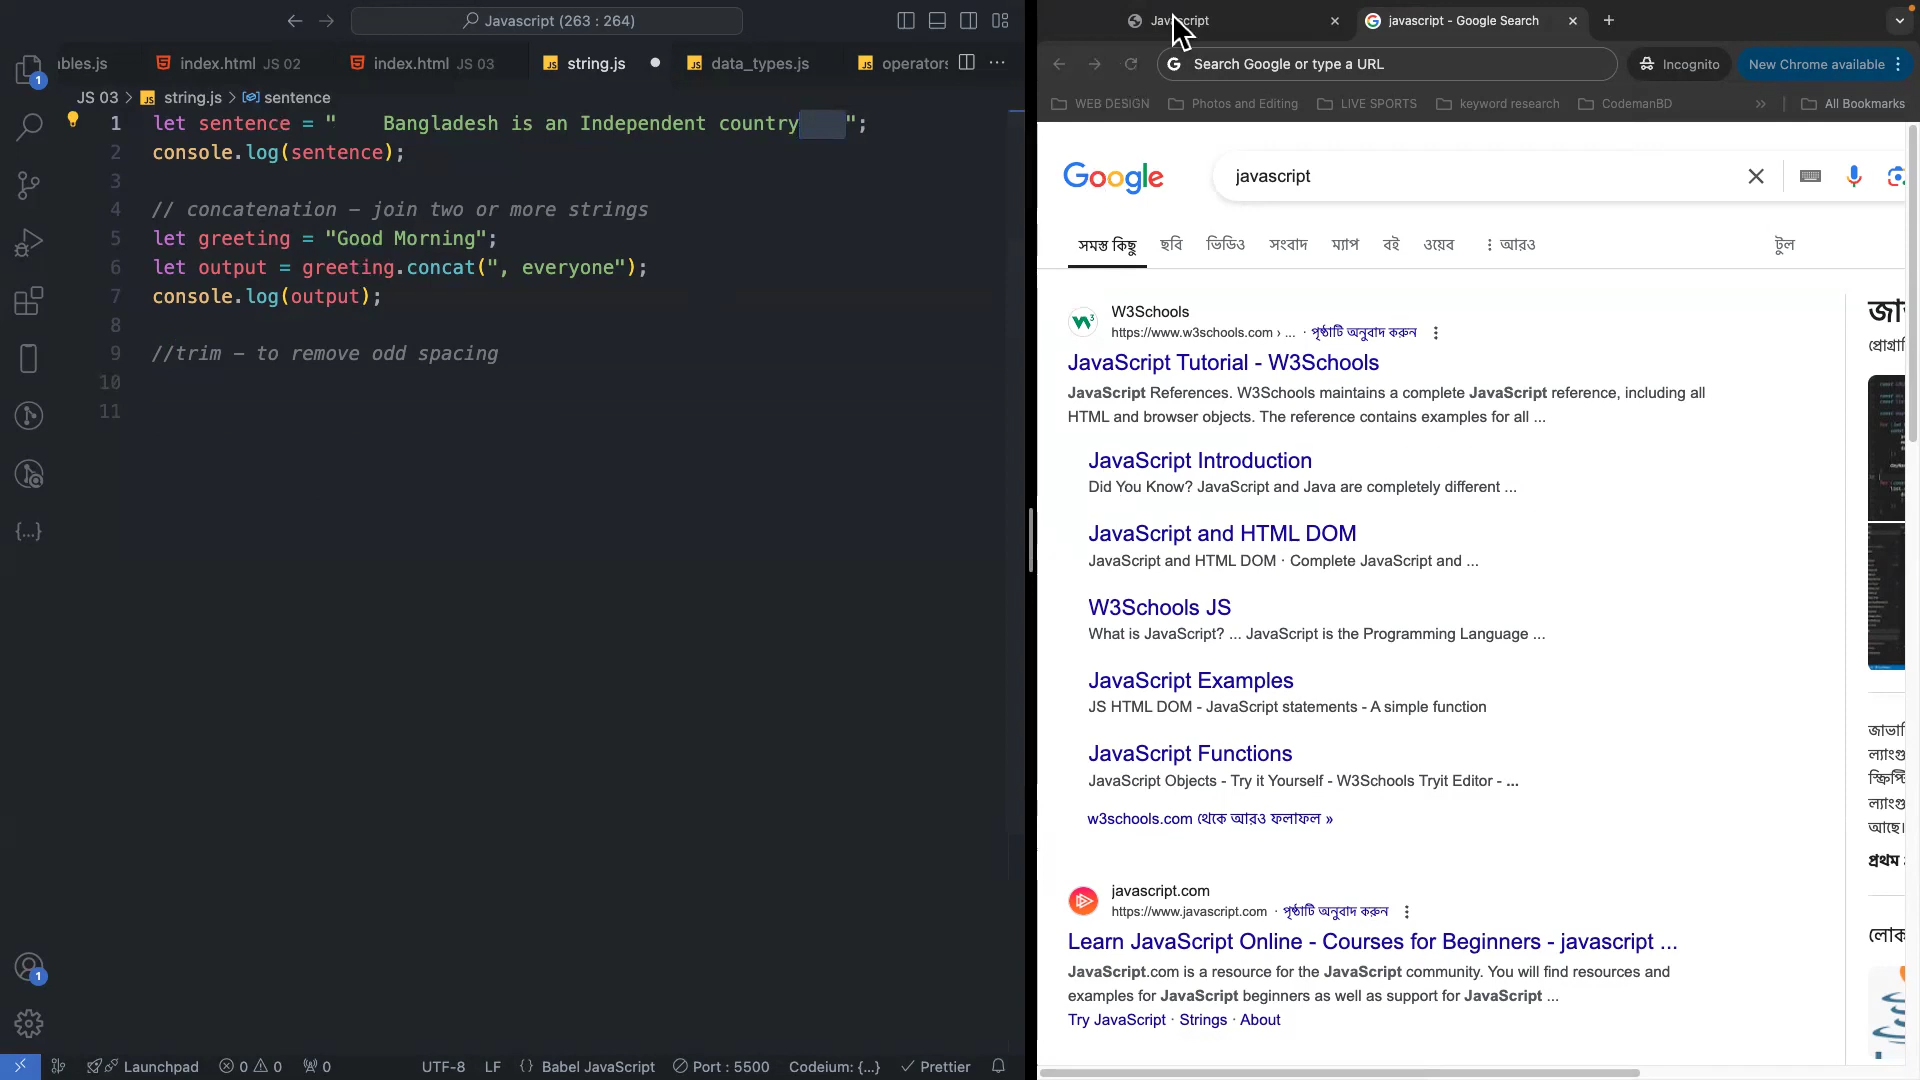 Javascript (263 : 264)
bles.js
index.html JS 02
index.html JS 03
string.js
data_types.js
operators
JS 03 > string.js > sentence
1 let sentence = "    Bangladesh is an Independent country    ";
2 console.log(sentence);
3
4 // concatenation – join two or more strings
5 let greeting = "Good Morning";
6 let output = greeting.concat(", everyone");
7 console.log(output);
8
9 //trim – to remove odd spacing
10
11
1
1
Launchpad 0 0 0 UTF-8 LF {} Babel JavaScript Port : 5500 Codeium: {...} Prettier
Javascript
javascript - Google Search
Search Google or type a URL
Incognito
New Chrome available
WEB DESIGN
Photos and Editing
LIVE SPORTS
keyword research
CodemanBD
»
All Bookmarks
Google
javascript
সমস্ত কিছু ছবি ভিডিও সংবাদ ম্যাপ বই ওয়েব আরও টুল
W3Schools
https://www.w3schools.com › ... · পৃষ্ঠাটি অনুবাদ করুন
JavaScript Tutorial - W3Schools
JavaScript References. W3Schools maintains a complete JavaScript reference, including all
HTML and browser objects. The reference contains examples for all ...
JavaScript Introduction
Did You Know? JavaScript and Java are completely different ...
JavaScript and HTML DOM
JavaScript and HTML DOM · Complete JavaScript and ...
W3Schools JS
What is JavaScript? ... JavaScript is the Programming Language ...
JavaScript Examples
JS HTML DOM - JavaScript statements - A simple function
JavaScript Functions
JavaScript Objects - Try it Yourself - W3Schools Tryit Editor - ...
w3schools.com থেকে আরও ফলাফল »
javascript.com
https://www.javascript.com · পৃষ্ঠাটি অনুবাদ করুন
Learn JavaScript Online - Courses for Beginners - javascript ...
JavaScript.com is a resource for the JavaScript community. You will find resources and
examples for JavaScript beginners as well as support for JavaScript ...
Try JavaScript · Strings · About
আছে।
প্রথম